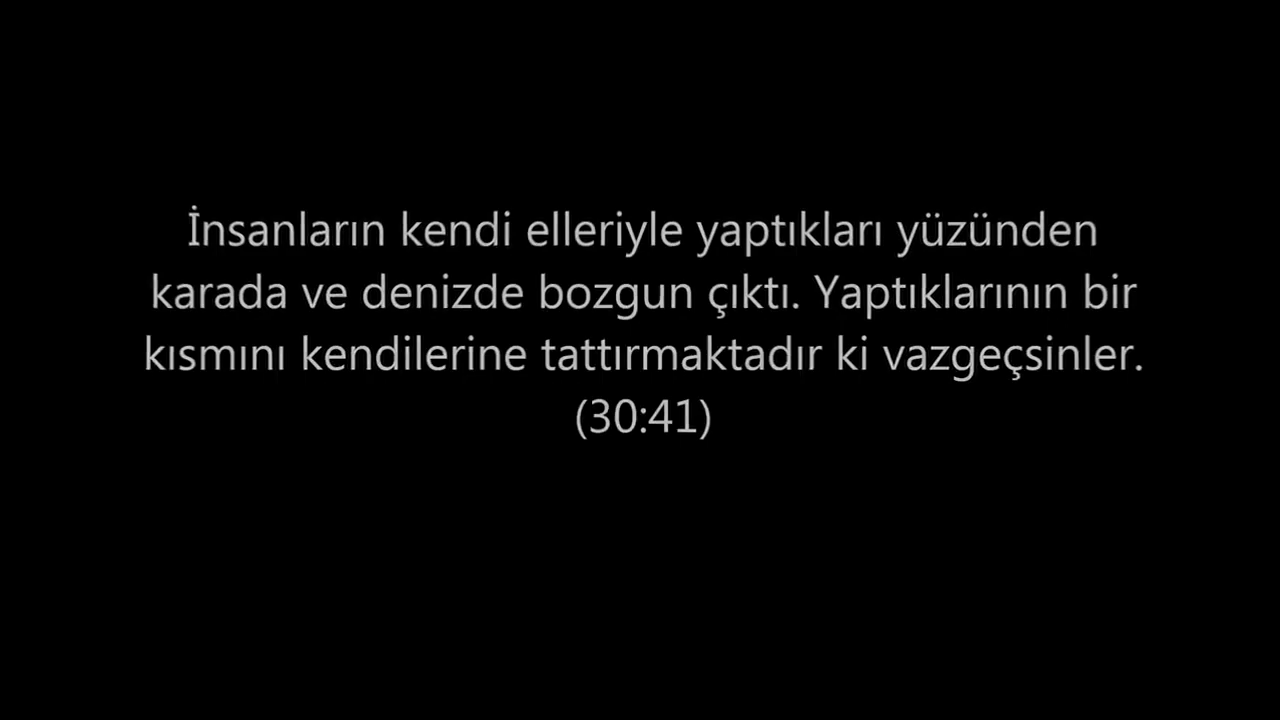 İnsanların kendi elleriyle yaptıkları yüzünden
karada ve denizde bozgun çıktı. Yaptıklarının bir
kısmını kendilerine tattırmaktadır ki vazgeçsinler.
(30:41)